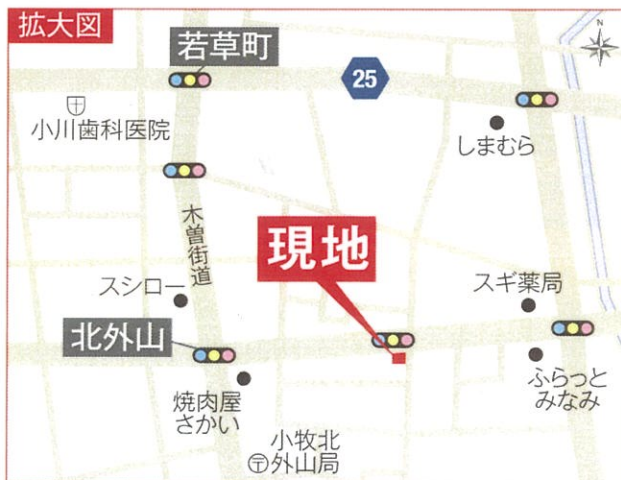 拡大図
若草町
25
N
小川歯科医院
しまむら
木曽街道
現地
スシロー
スギ薬局
北外山
ふらっと
みなみ
焼肉屋
さかい
小牧北
外山局